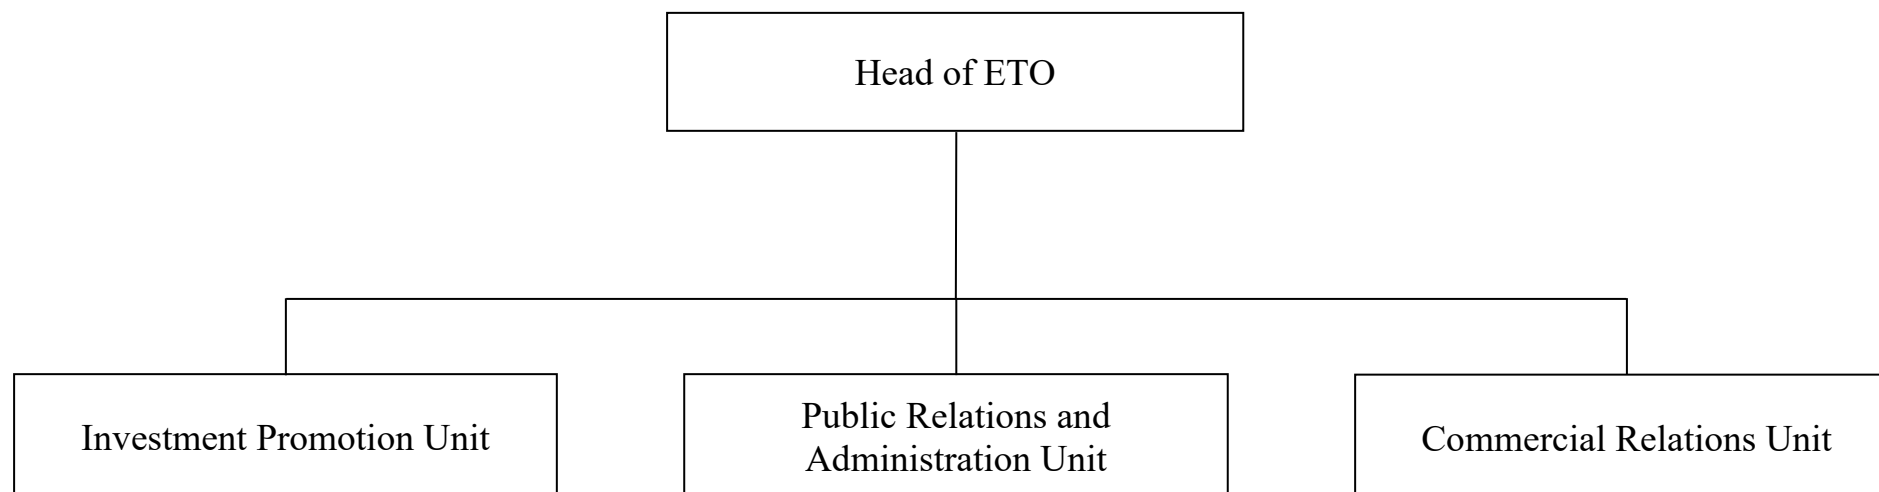 Head of ETO
Investment Promotion Unit
Public Relations and
Administration Unit
Commercial Relations Unit